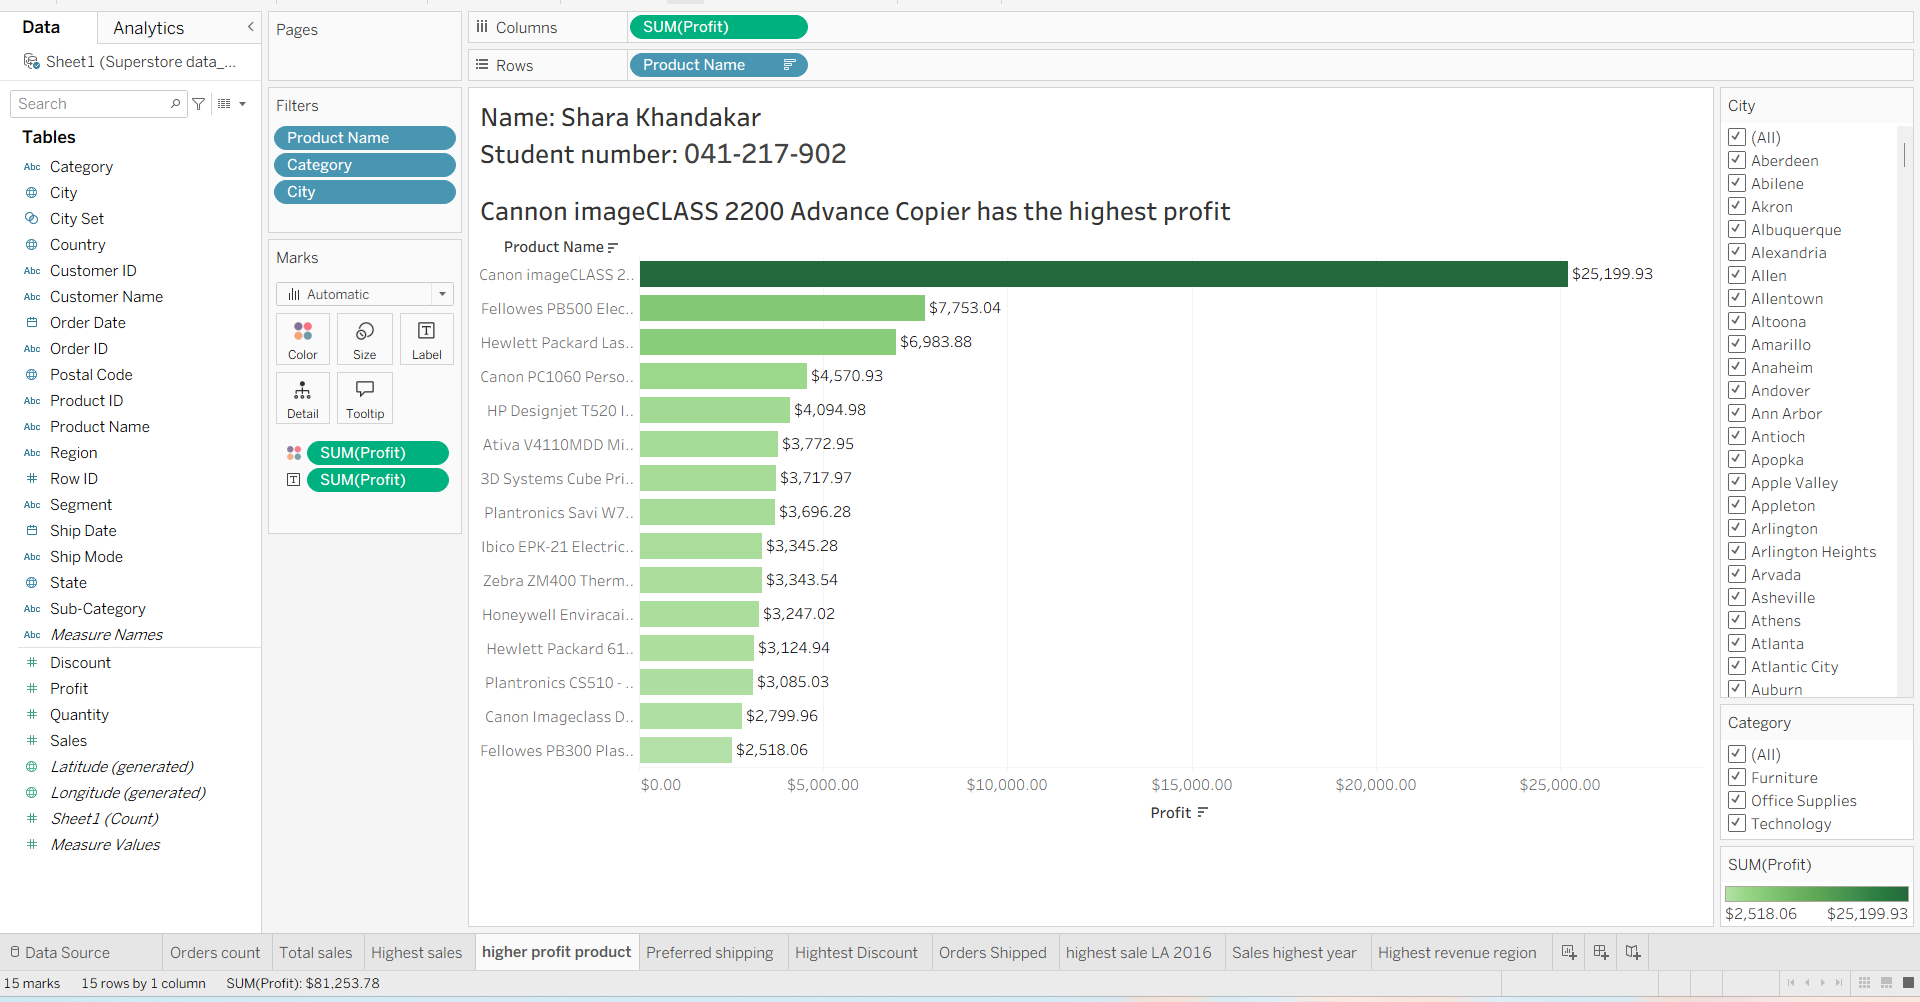 Data
Analytics
Sheet1 (Superstore data_...
Search
Tables
Abc Category
City
City Set
Country
Abc Customer ID
Abc Customer Name
Order Date
Abc Order ID
Postal Code
Abc Product ID
Abc Product Name
Abc Region
# Row ID
Abc Segment
Ship Date
Abc Ship Mode
State
Abc Sub-Category
Abc Measure Names
# Discount
# Profit
# Quantity
# Sales
Latitude (generated)
Longitude (generated)
# Sheet1 (Count)
# Measure Values
Pages
Filters
Product Name
Category
City
Marks
Automatic
Color
Size
T
Label
Detail
Tooltip
SUM(Profit)
T SUM(Profit)
Columns SUM(Profit)
Rows Product Name
Name: Shara Khandakar
Student number: 041-217-902
Cannon imageCLASS 2200 Advance Copier has the highest profit
Product Name
Canon imageCLASS 2.. $25,199.93
Fellowes PB500 Elec.. $7,753.04
Hewlett Packard Las.. $6,983.88
Canon PC1060 Perso.. $4,570.93
HP Designjet T520 I.. $4,094.98
Ativa V4110MDD Mi.. $3,772.95
3D Systems Cube Pri.. $3,717.97
Plantronics Savi W7.. $3,696.28
Ibico EPK-21 Electric.. $3,345.28
Zebra ZM400 Therm.. $3,343.54
Honeywell Enviracai.. $3,247.02
Hewlett Packard 61.. $3,124.94
Plantronics CS510 - .. $3,085.03
Canon Imageclass D.. $2,799.96
Fellowes PB300 Plas.. $2,518.06
$0.00 $5,000.00 $10,000.00 $15,000.00 $20,000.00 $25,000.00
Profit
City
(All)
Aberdeen
Abilene
Akron
Albuquerque
Alexandria
Allen
Allentown
Altoona
Amarillo
Anaheim
Andover
Ann Arbor
Antioch
Apopka
Apple Valley
Appleton
Arlington
Arlington Heights
Arvada
Asheville
Athens
Atlanta
Atlantic City
Auburn
Category
(All)
Furniture
Office Supplies
Technology
SUM(Profit)
$2,518.06 $25,199.93
Data Source Orders count Total sales Highest sales higher profit product Preferred shipping Hightest Discount Orders Shipped highest sale LA 2016 Sales highest year Highest revenue region
15 marks 15 rows by 1 column SUM(Profit): $81,253.78